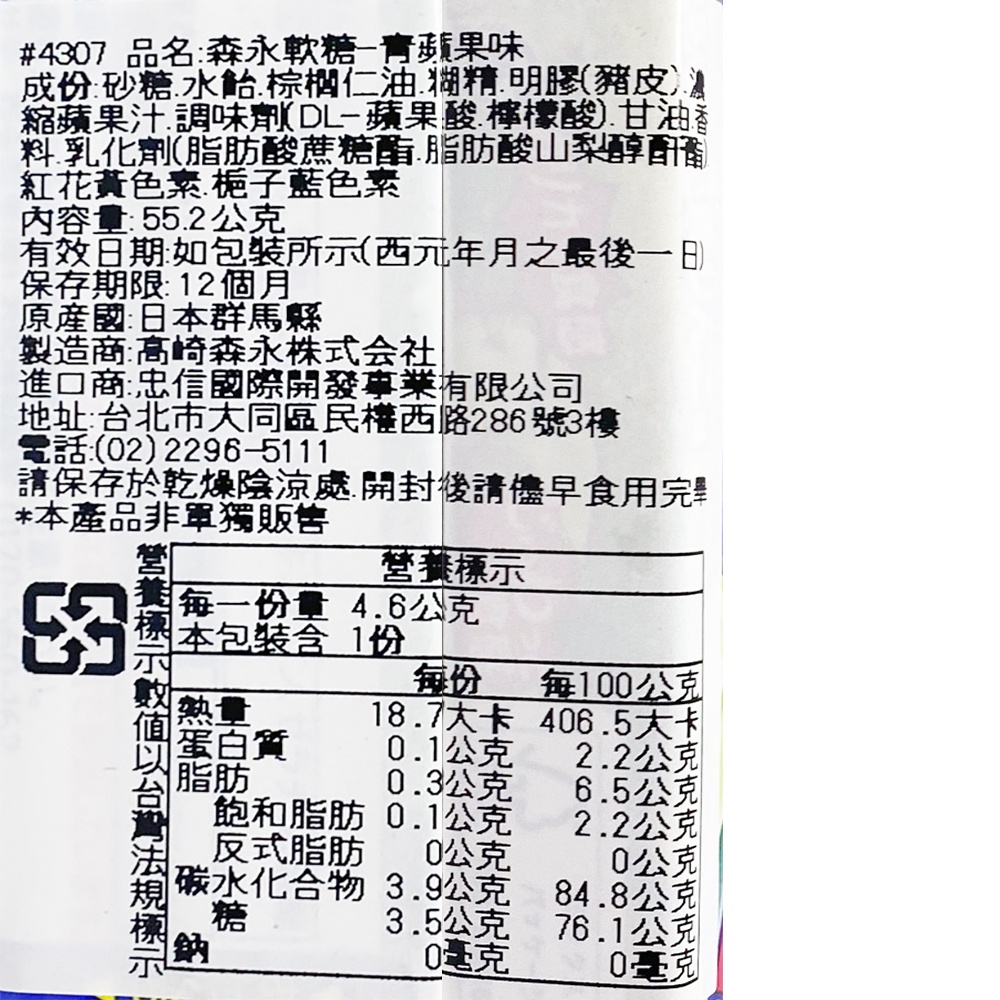 #4307 品名:森永軟糖-青蘋果味
成份:砂糖.水飴.棕櫚仁油.糊精.明膠(豬皮).濃
縮蘋果汁.調味劑(DL-蘋果酸.檸檬酸).甘油.香
料.乳化劑(脂肪酸蔗糖酯.脂肪酸山梨醇酐酯)
紅花黃色素.梔子藍色素
內容量:55.2公克
有效日期:如包裝所示(西元年月之最後一日)
保存期限:12個月
原產國:日本群馬縣
製造商:高崎森永株式会社
進口商:忠信國際開發事業有限公司
地址:台北市大同區民權西路286號3樓
電話:(02)2296-5111
請保存於乾燥陰涼處.開封後請儘早食用完畢
*本產品非單獨販售
營養標示數值以台灣法規標示
營養標示
每一份量 4.6公克
本包裝含 1份
每份 每100公克
熱量 18.7大卡 406.5大卡
蛋白質 0.1公克 2.2公克
脂肪 0.3公克 6.5公克
飽和脂肪 0.1公克 2.2公克
反式脂肪 0公克 0公克
碳水化合物 3.9公克 84.8公克
糖 3.5公克 76.1公克
鈉 0毫克 0毫克